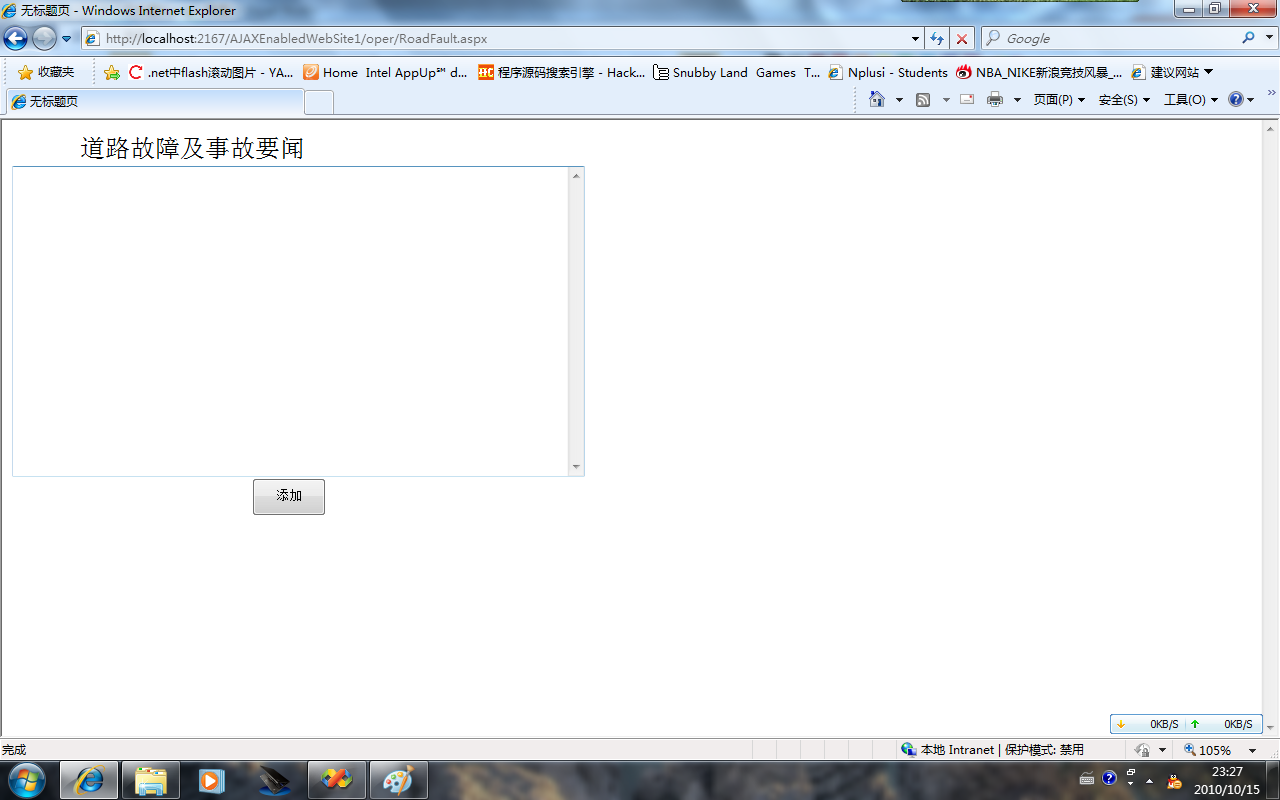 无标题页 - Windows Internet Explorer
http://localhost:2167/AJAXEnabledWebSite1/oper/RoadFault.aspx
Google
收藏夹 .net中flash滚动图片 - YA... Home Intel AppUp℠ d... 程序源码搜索引擎 - Hack... Snubby Land Games T... Nplusi - Students NBA_NIKE新浪竞技风暴_... 建议网站
无标题页
页面(P) 安全(S) 工具(O)
道路故障及事故要闻
添加
0KB/S 0KB/S
完成 本地 Intranet | 保护模式: 禁用 105%
23:27
2010/10/15